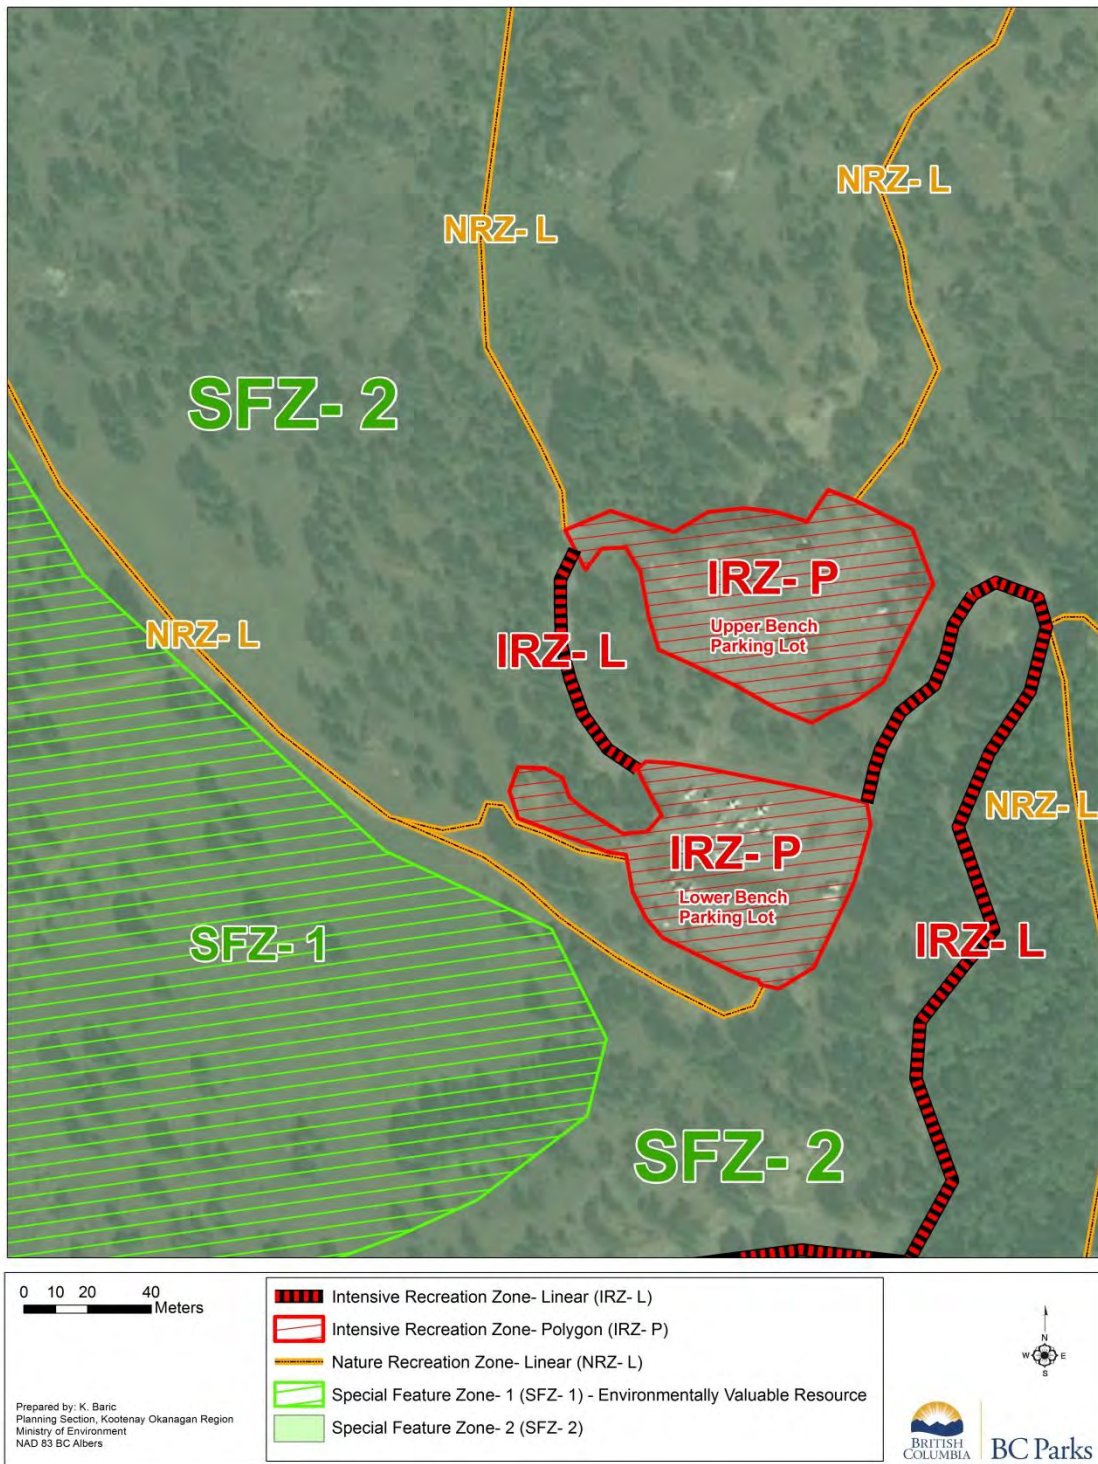 NRZ- L
NRZ- L
SFZ- 2
NRZ- L
IRZ- P
Upper Bench
Parking Lot
IRZ- L
NRZ- L
IRZ- P
Lower Bench
Parking Lot
SFZ- 1
IRZ- L
SFZ- 2
0 10 20 40
Meters
Intensive Recreation Zone- Linear (IRZ- L)
Intensive Recreation Zone- Polygon (IRZ- P)
Nature Recreation Zone- Linear (NRZ- L)
Special Feature Zone- 1 (SFZ- 1) - Environmentally Valuable Resource
Special Feature Zone- 2 (SFZ- 2)
Prepared by: K. Baric
Planning Section, Kootenay Okanagan Region
Ministry of Environment
NAD 83 BC Albers
N
W E
S
BRITISH
COLUMBIA
BC Parks